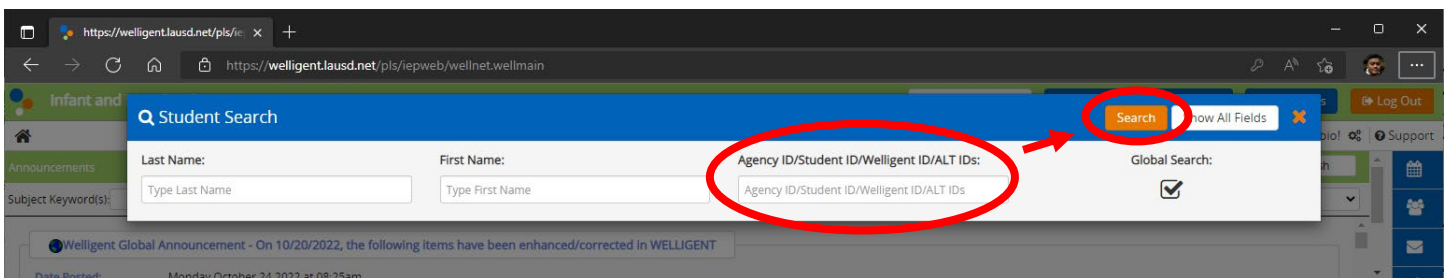 https://welligent.lausd.net/pls/ie
https://welligent.lausd.net/pls/iepweb/wellnet.wellmain
Infant and
Log Out
Student Search
Search
how All Fields
bio!
Support
Last Name:
First Name:
Agency ID/Student ID/Welligent ID/ALT IDs:
Global Search:
Announcements
Type Last Name
Type First Name
Agency ID/Student ID/Welligent ID/ALT IDs
Subject Keyword(s):
Welligent Global Announcement - On 10/20/2022, the following items have been enhanced/corrected in WELLIGENT
Date Posted:
Monday October 24 2022 at 08:25am